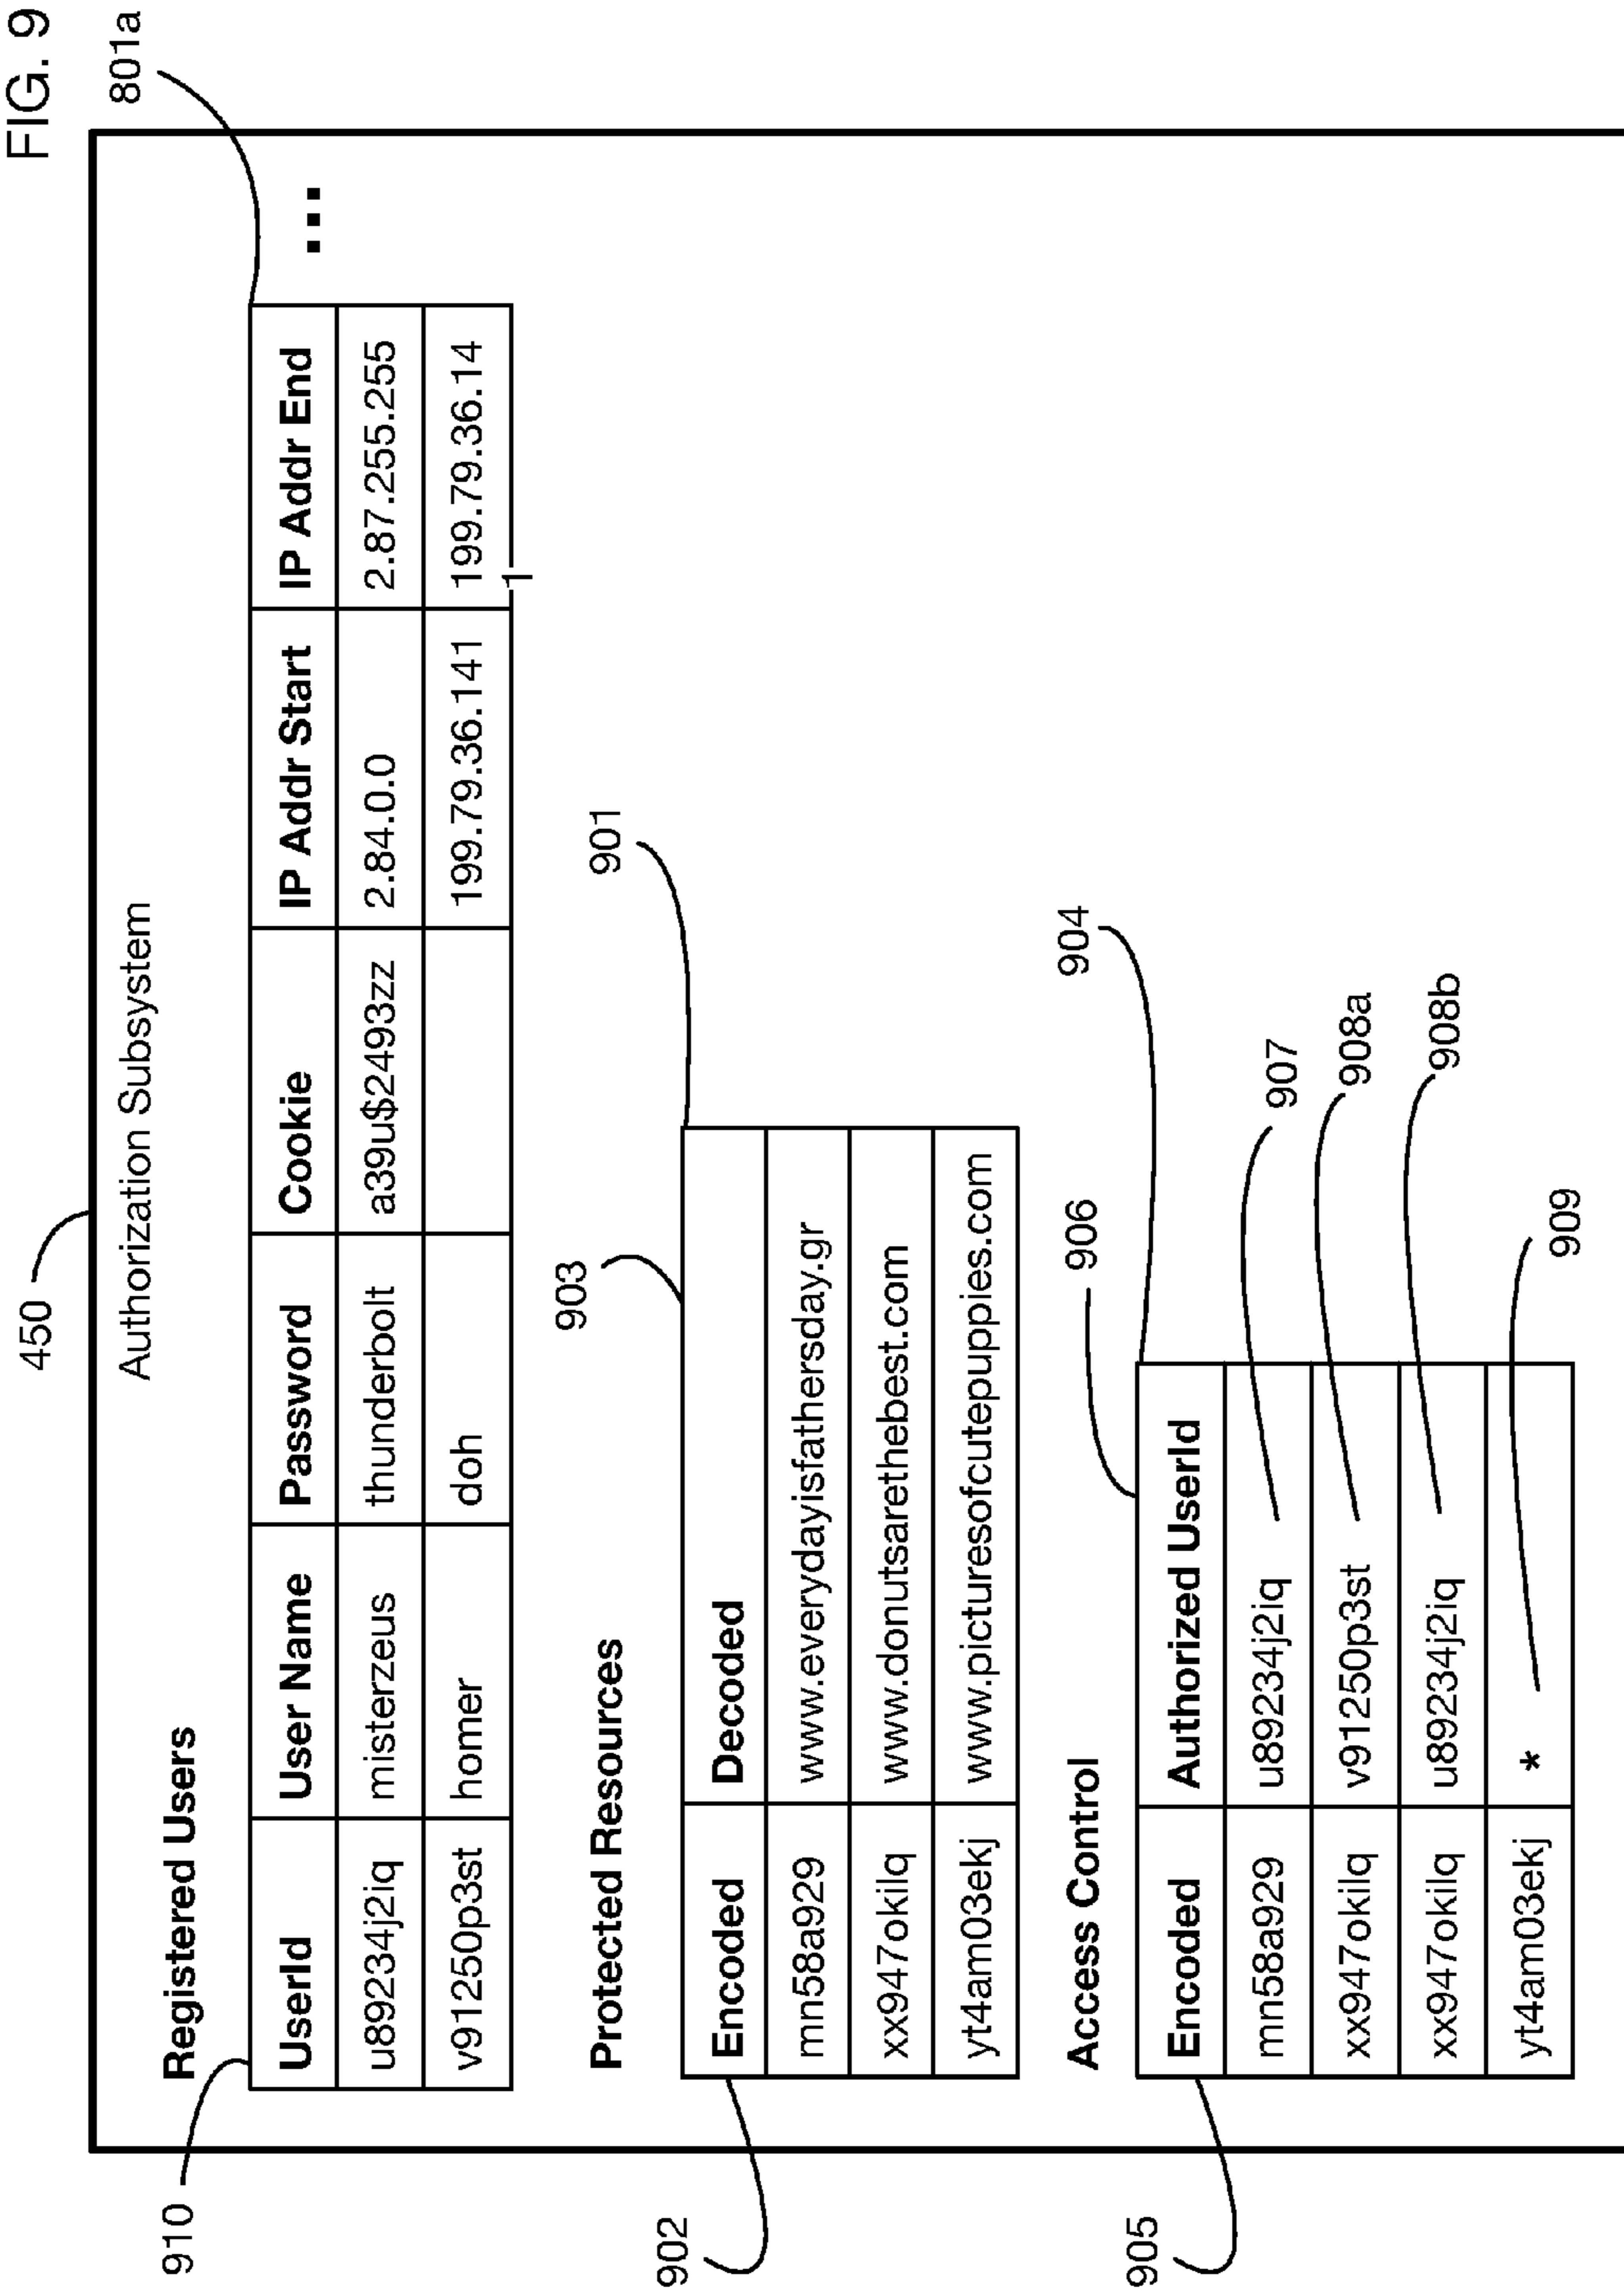 FIG. 9
450
801a
Authorization Subsystem
Registered Users
910
UserId User Name Password Cookie IP Addr Start IP Addr End
u89234j2iq misterzeus thunderbolt a39u$2493zz 2.84.0.0 2.87.255.255
v91250p3st homer doh 199.79.36.141 199.79.36.14
1
...
Protected Resources
903
901
902
Encoded Decoded
mn58a929 www.everydayisfathersday.gr
xx947okilq www.donutsarethebest.com
yt4am03ekj www.picturesofcutepuppies.com
Access Control
906
904
905
Encoded Authorized UserId
mn58a929 u89234j2iq
907
xx947okilq v91250p3st
908a
xx947okilq u89234j2iq
908b
yt4am03ekj *
909